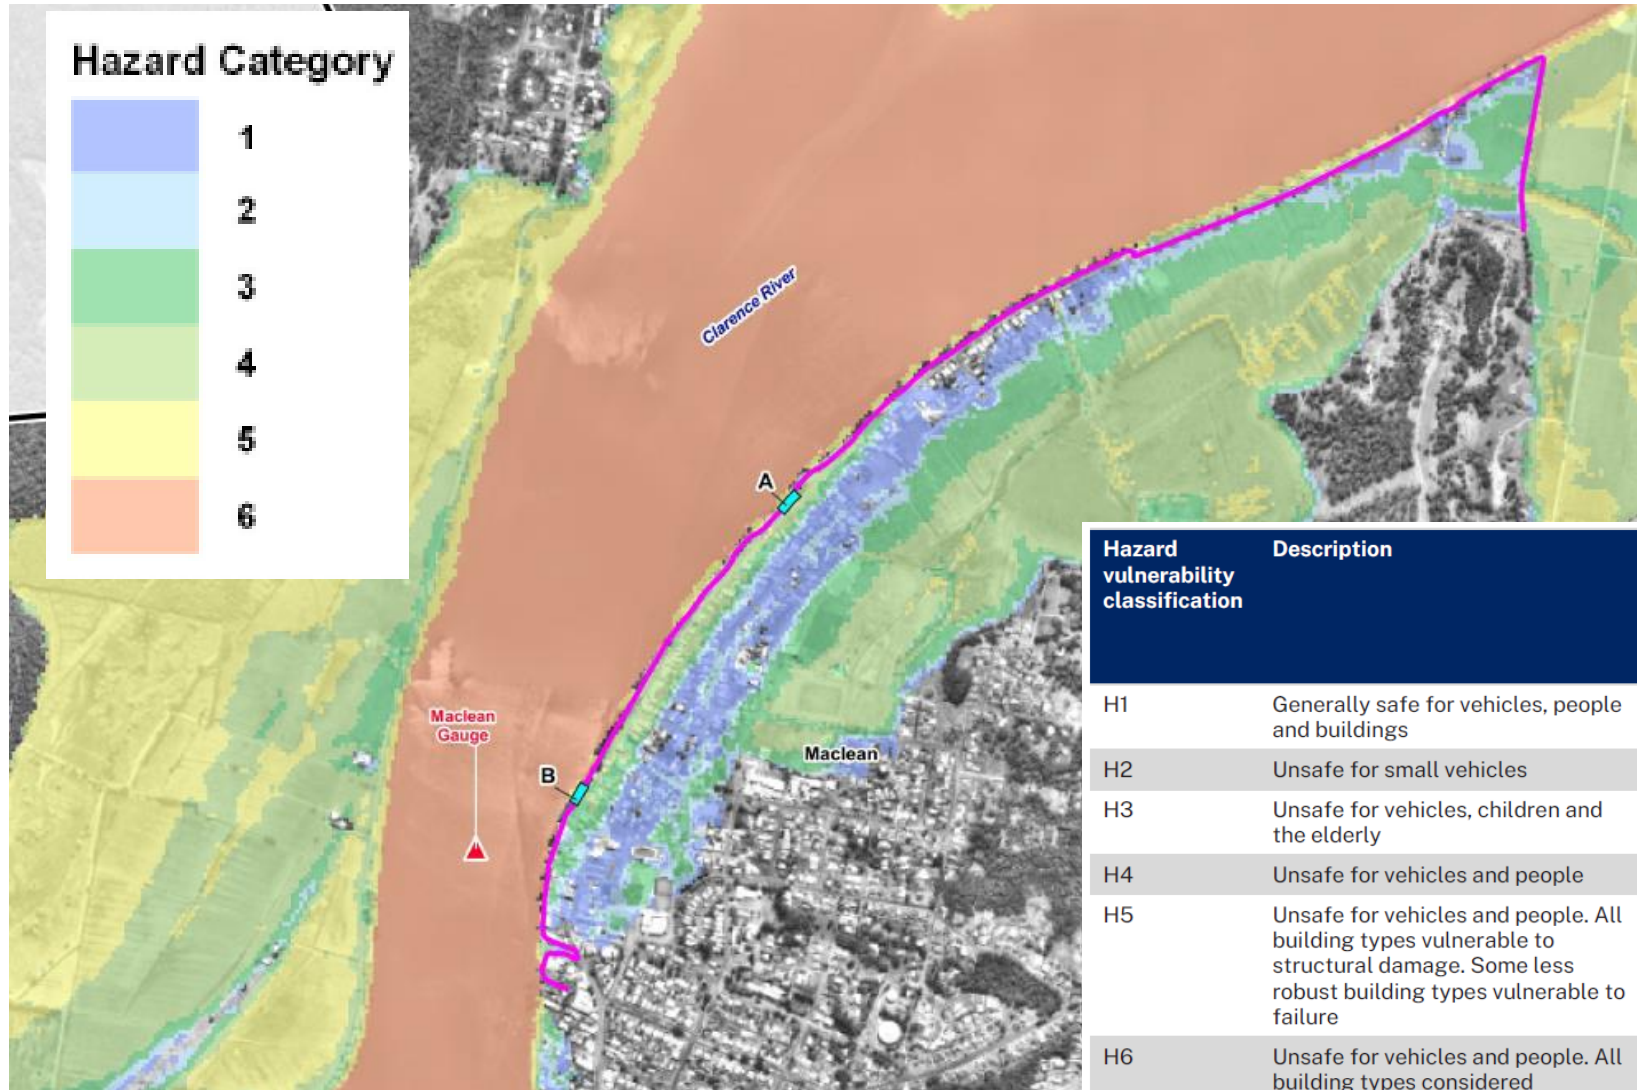 Hazard Category
1
2
3
4
5
6
Clarence River
A
Maclean
Gauge
B
Maclean
Hazard
vulnerability
classification
Description
H1
Generally safe for vehicles, people
and buildings
H2
Unsafe for small vehicles
H3
Unsafe for vehicles, children and
the elderly
H4
Unsafe for vehicles and people
H5
Unsafe for vehicles and people. All
building types vulnerable to
structural damage. Some less
robust building types vulnerable to
failure
H6
Unsafe for vehicles and people. All
building types considered